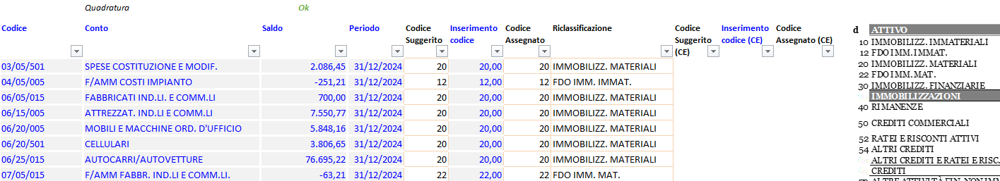 Quadratura Ok
Codice Conto Saldo Periodo Codice Suggerito Inserimento codice Codice Assegnato Riclassificazione Codice Suggerito (CE) Inserimento codice (CE) Codice Assegnato (CE)
03/05/501 SPESE COSTITUZIONE E MODIF. 2.086,45 31/12/2024 20 20,00 20 IMMOBILIZZ. MATERIALI
04/05/005 F/AMM COSTI IMPIANTO -251,21 31/12/2024 12 12,00 12 FDO IMM. IMMAT.
06/05/015 FABBRICATI IND.LI. E COMM.LI 700,00 31/12/2024 20 20,00 20 IMMOBILIZZ. MATERIALI
06/15/005 ATTREZZAT. IND.LI E COMM.LI 7.550,77 31/12/2024 20 20,00 20 IMMOBILIZZ. MATERIALI
06/20/005 MOBILI E MACCHINE ORD. D'UFFICIO 5.848,16 31/12/2024 20 20,00 20 IMMOBILIZZ. MATERIALI
06/20/501 CELLULARI 3.806,65 31/12/2024 20 20,00 20 IMMOBILIZZ. MATERIALI
06/25/015 AUTOCARRI/AUTOVETTURE 76.695,22 31/12/2024 20 20,00 20 IMMOBILIZZ. MATERIALI
07/05/015 F/AMM FABBR. IND.LI E COMM.LI. -63,21 31/12/2024 22 22,00 22 FDO IMM. MAT.
d ATTIVO
10 IMMOBILIZZ. IMMATERIALI
12 FDO IMM. IMMAT.
20 IMMOBILIZZ. MATERIALI
22 FDO IMM. MAT.
30 IMMOBILIZZ. FINANZIARIE
IMMOBILIZZAZIONI
40 RIMANENZE
50 CREDITI COMMERCIALI
52 RATEI E RISCONTI ATTIVI
54 ALTRI CREDITI
ALTRI CREDITI E RATEI E RISC.
CREDITI
ALTRE ATTIVITÀ FIN. NON IMM